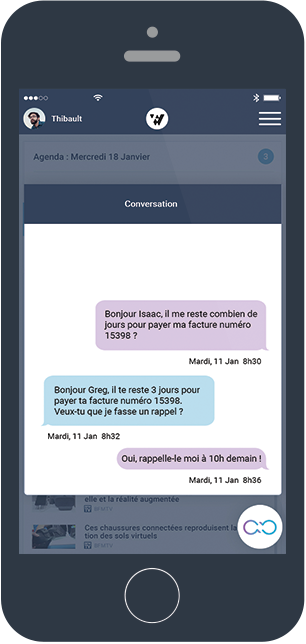 Thibault
Agenda : Mercredi 18 Janvier
3
Conversation
Bonjour Isaac, il me reste combien de
jours pour payer ma facture numéro
15398 ?
Mardi, 11 Jan 8h30
Bonjour Greg, il te reste 3 jours pour
payer ta facture numéro 15398.
Veux-tu que je fasse un rappel ?
Mardi, 11 Jan 8h32
Oui, rappelle-le moi à 10h demain !
Mardi, 11 Jan 8h36
elle et la réalité augmentée
BFMTV
Ces chaussures connectées reproduisent la
tion des sols virtuels
BFMTV